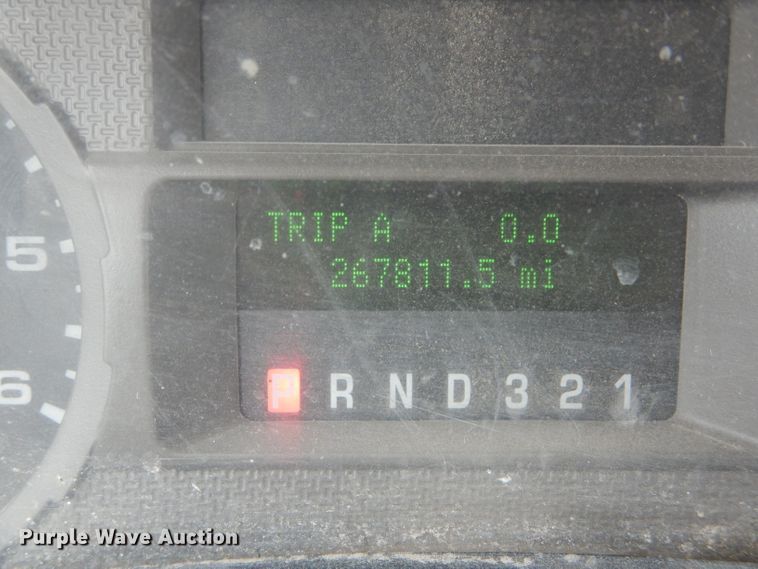 TRIP A 0.0
267811.5 mi
5
P R N D 3 2 1
6
Purple Wave Auction